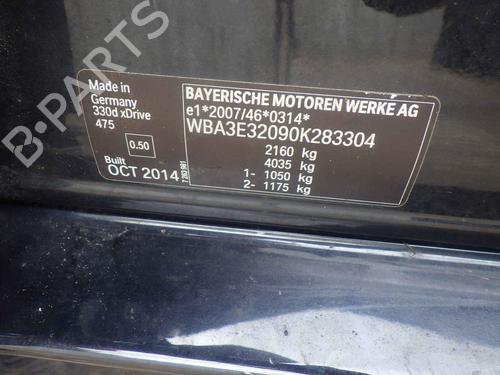 B-PARTS
Made in
Germany
330d xDrive
475
0.50
Built
OCT 2014
BAYERISCHE MOTOREN WERKE AG
e1*2007/46*0314*
WBA3E32090K283304
2160 kg
4035 kg
1- 1050 kg
2- 1175 kg